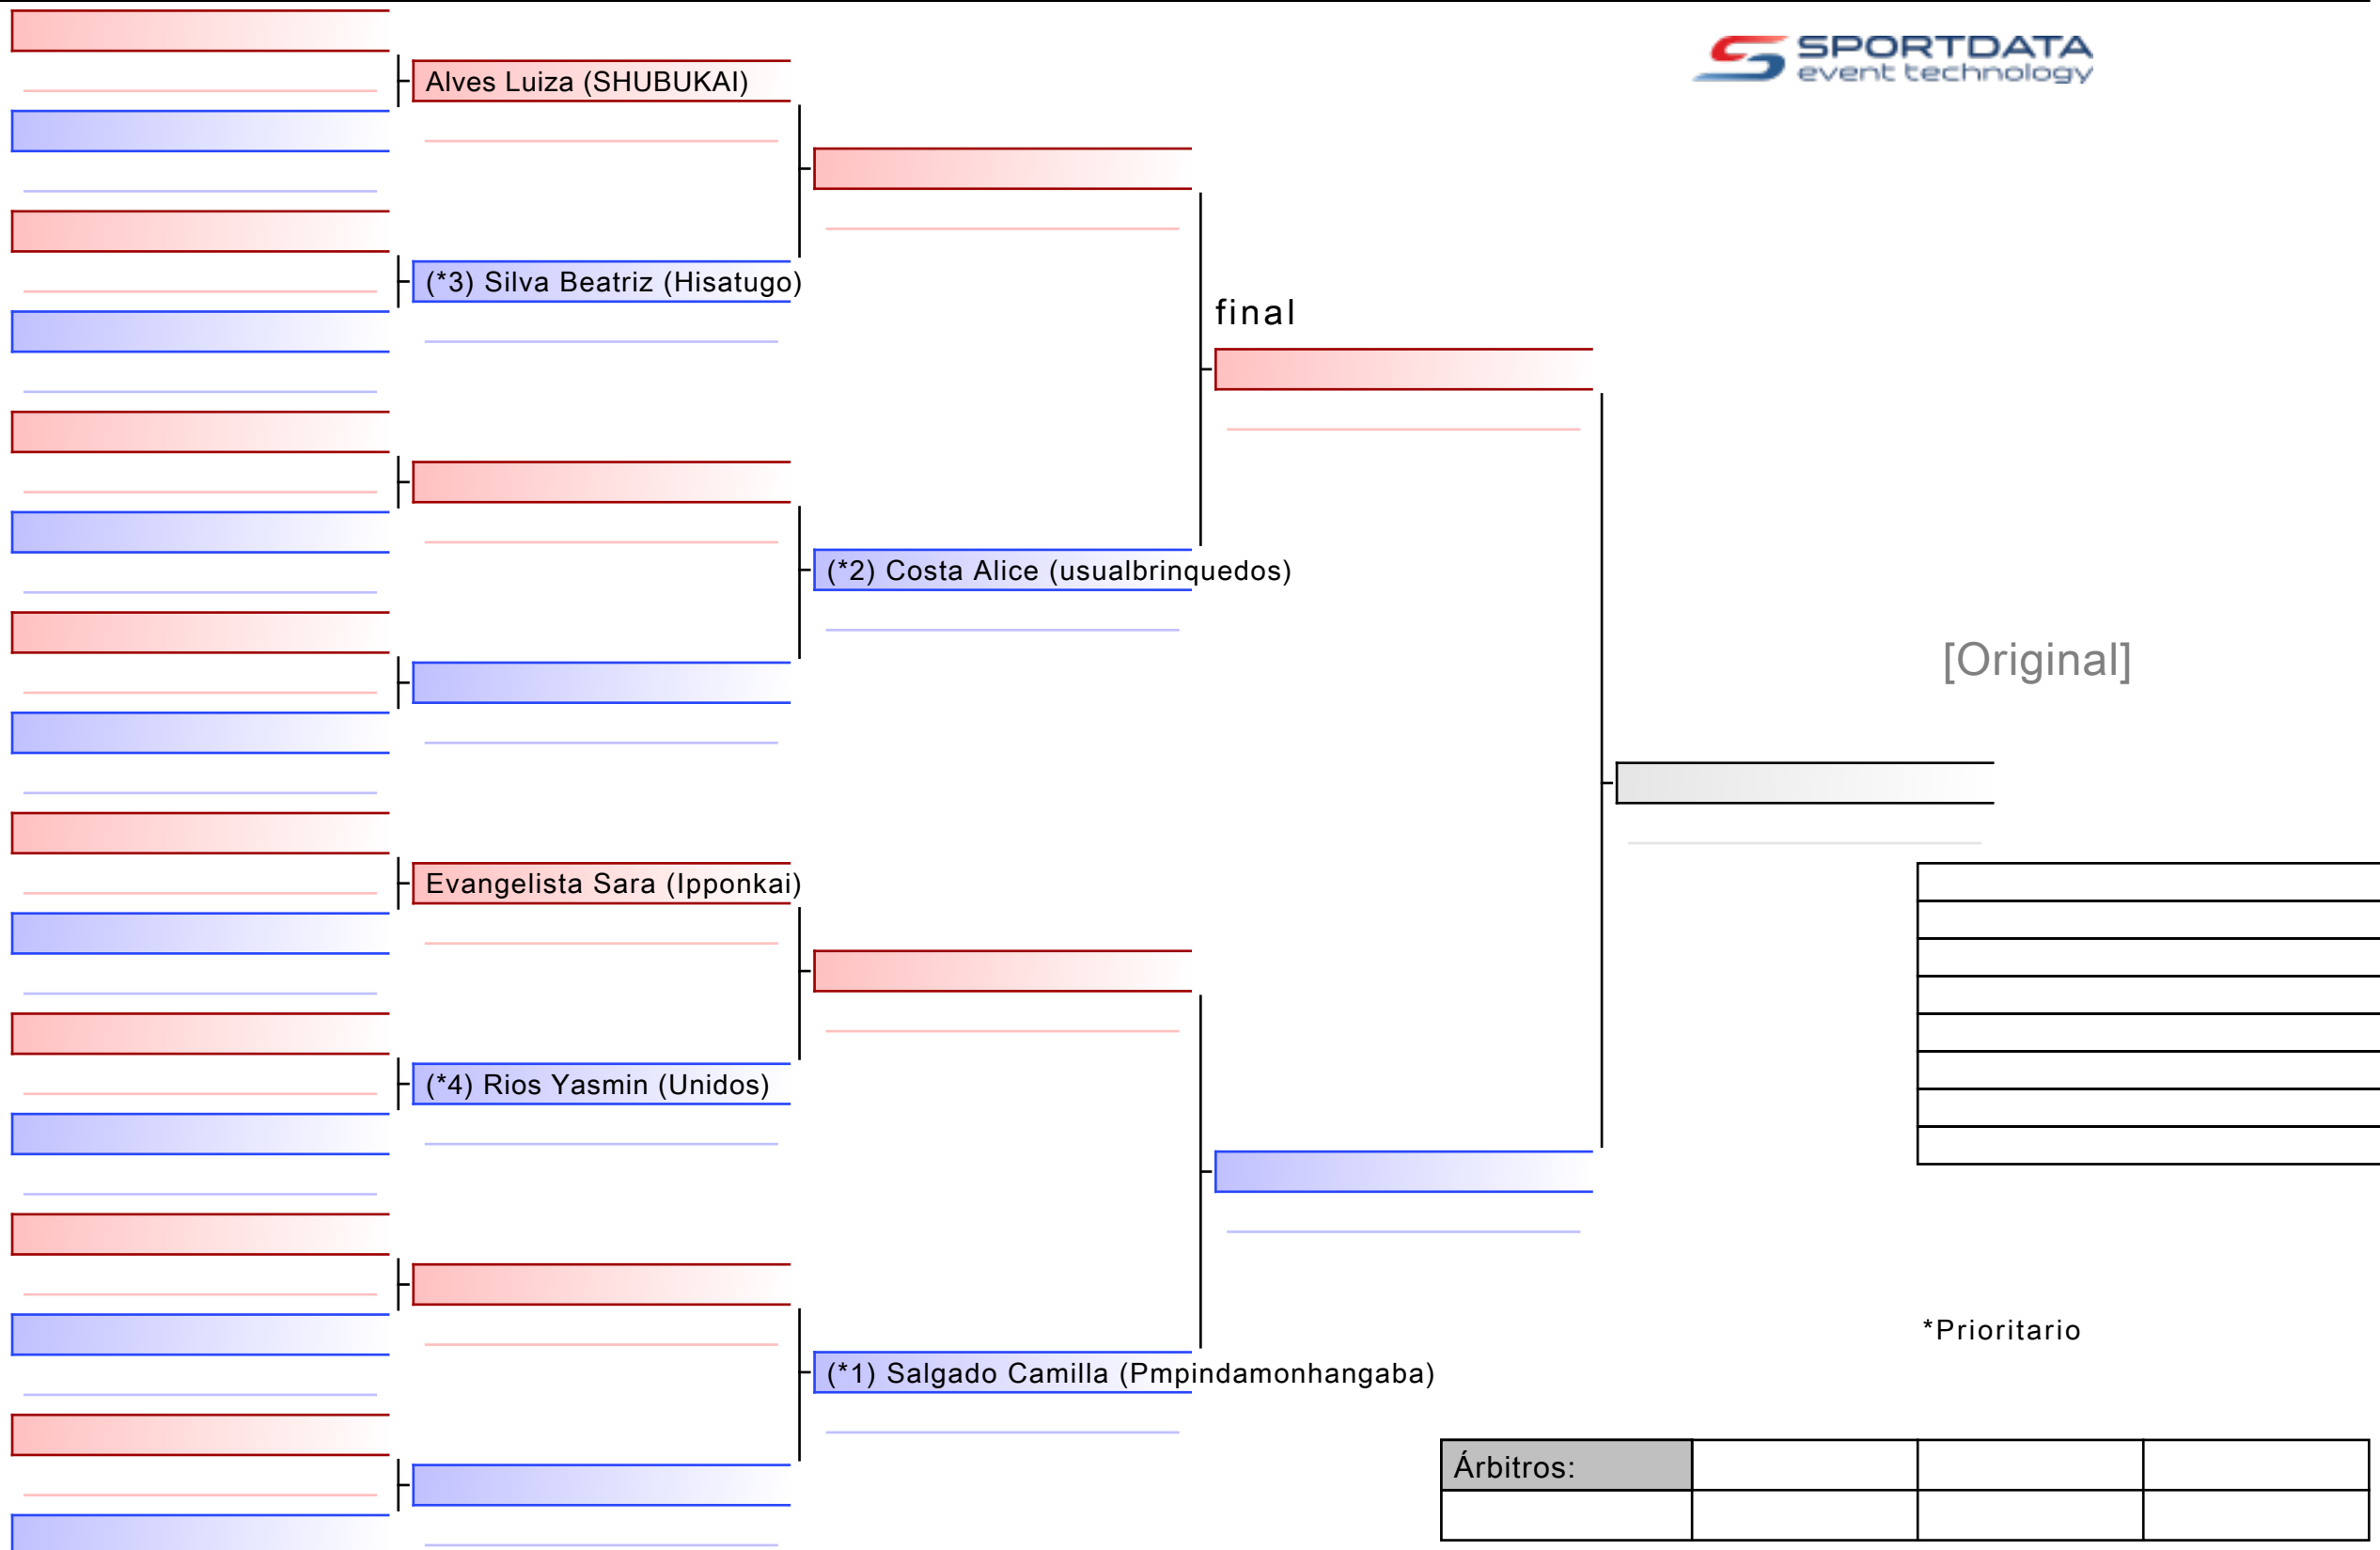 SPORTDATA
event technology
Alves Luiza (SHUBUKAI)
(*3) Silva Beatriz (Hisatugo)
final
(*2) Costa Alice (usualbrinquedos)
[Original]
Evangelista Sara (Ipponkai)
(*4) Rios Yasmin (Unidos)
*Prioritario
(*1) Salgado Camilla (Pmpindamonhangaba)
Árbitros: